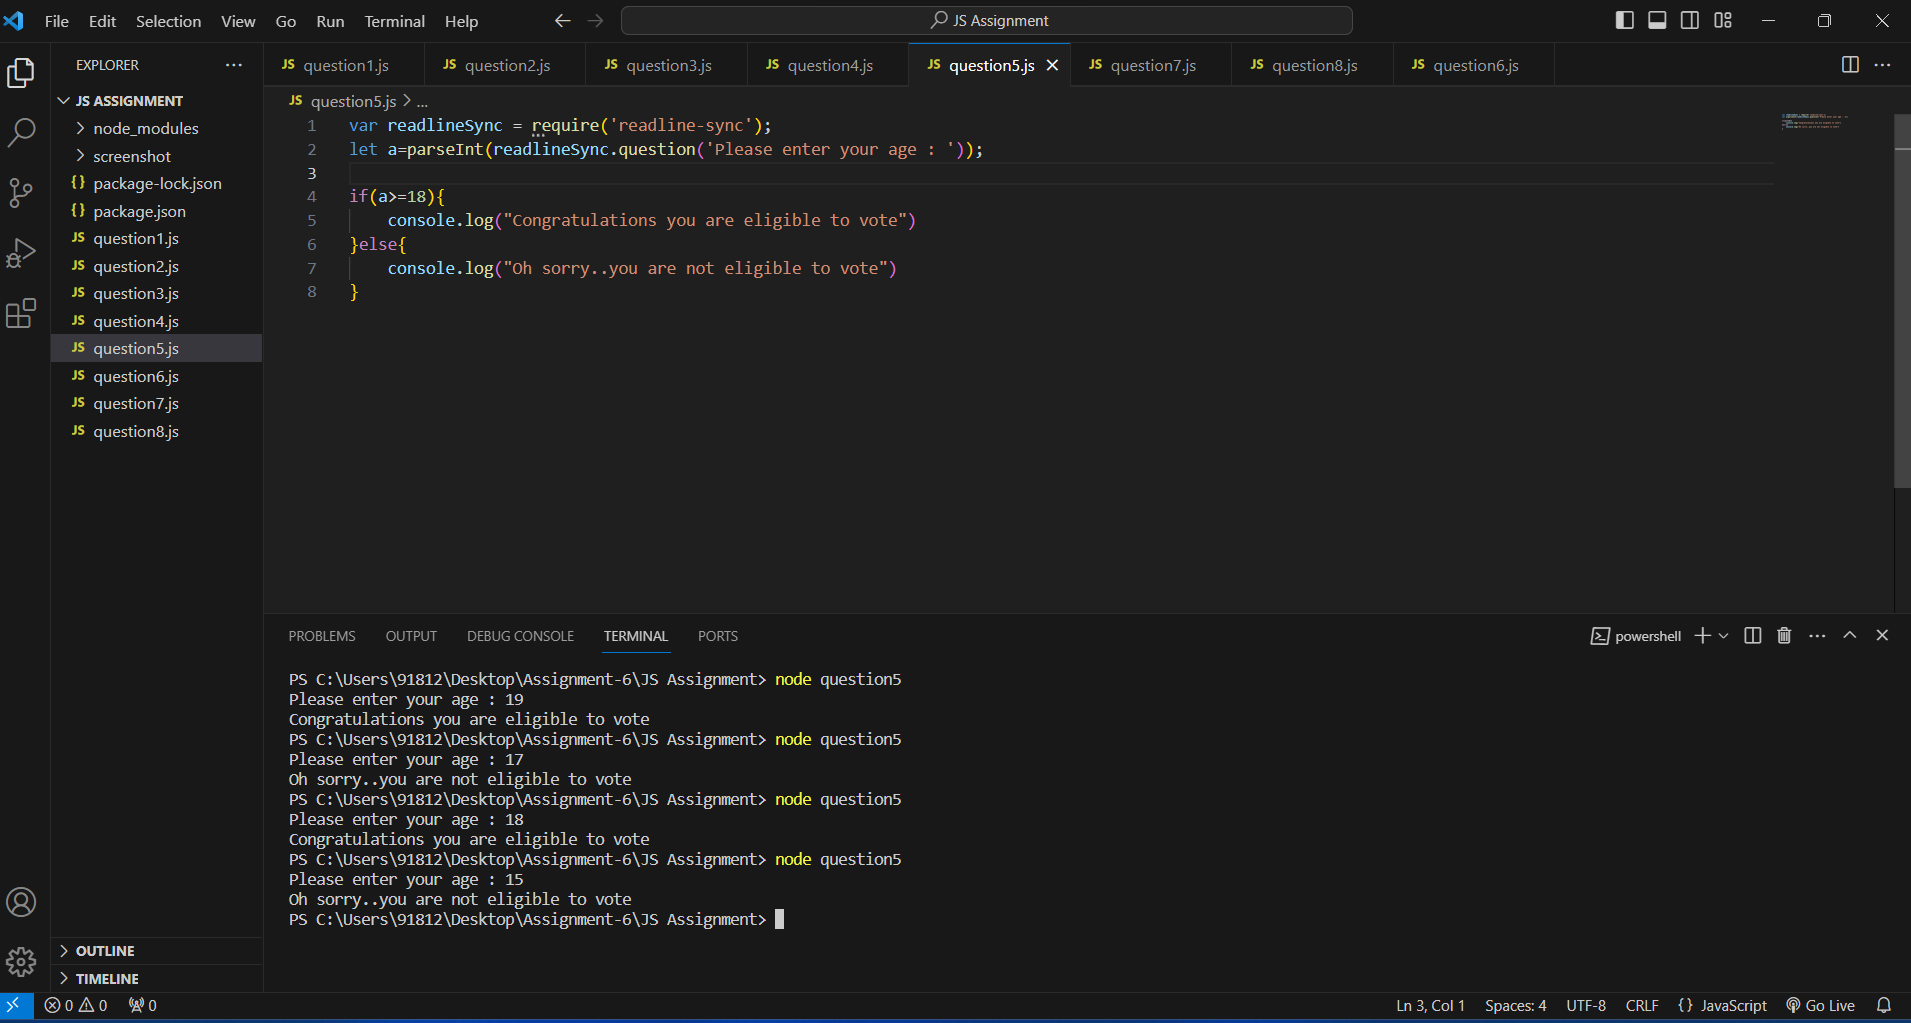 File Edit Selection View Go Run Terminal Help
JS Assignment
EXPLORER
JS ASSIGNMENT
node_modules
screenshot
{} package-lock.json
{} package.json
JS question1.js
JS question2.js
JS question3.js
JS question4.js
JS question5.js
JS question6.js
JS question7.js
JS question8.js
OUTLINE
TIMELINE
JS question1.js JS question2.js JS question3.js JS question4.js JS question5.js JS question7.js JS question8.js JS question6.js
JS question5.js > ...
1 var readlineSync = require('readline-sync');
2 let a=parseInt(readlineSync.question('Please enter your age : '));
3
4 if(a>=18){
5     console.log("Congratulations you are eligible to vote")
6 }else{
7     console.log("Oh sorry..you are not eligible to vote")
8 }
PROBLEMS OUTPUT DEBUG CONSOLE TERMINAL PORTS
powershell
PS C:\Users\91812\Desktop\Assignment-6\JS Assignment> node question5
Please enter your age : 19
Congratulations you are eligible to vote
PS C:\Users\91812\Desktop\Assignment-6\JS Assignment> node question5
Please enter your age : 17
Oh sorry..you are not eligible to vote
PS C:\Users\91812\Desktop\Assignment-6\JS Assignment> node question5
Please enter your age : 18
Congratulations you are eligible to vote
PS C:\Users\91812\Desktop\Assignment-6\JS Assignment> node question5
Please enter your age : 15
Oh sorry..you are not eligible to vote
PS C:\Users\91812\Desktop\Assignment-6\JS Assignment>
0 0 0
Ln 3, Col 1 Spaces: 4 UTF-8 CRLF {} JavaScript Go Live